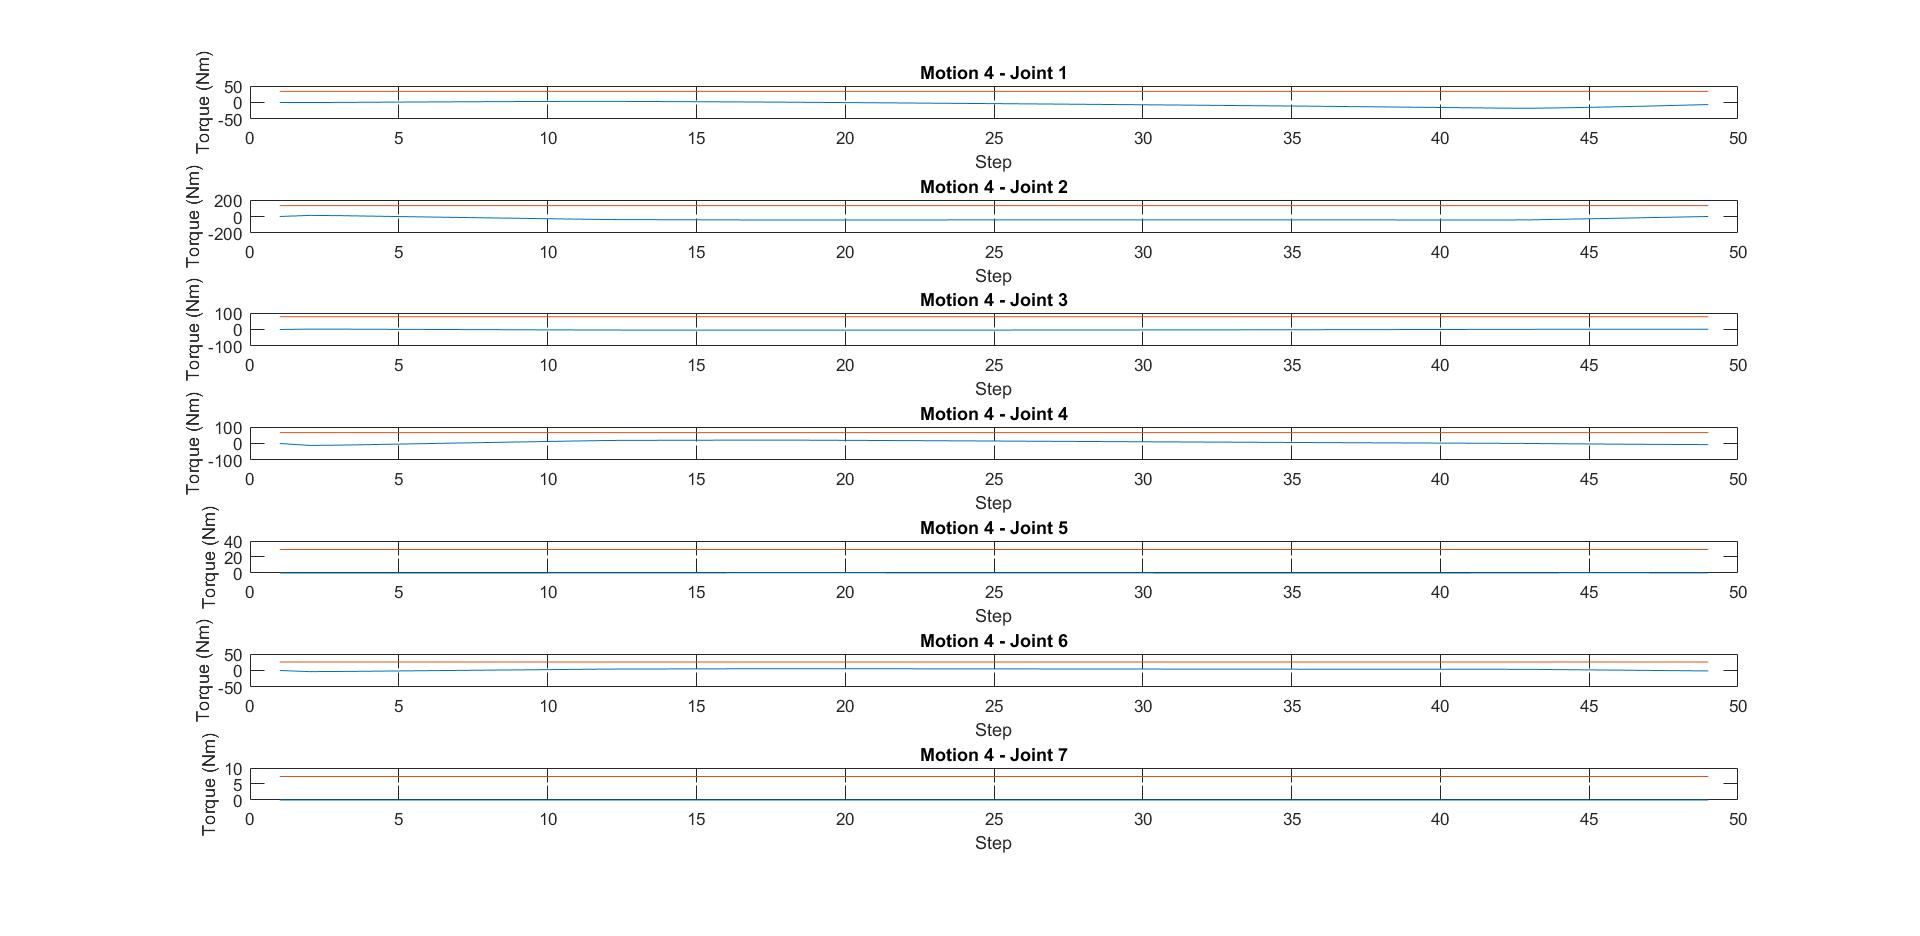 Motion 4 - Joint 1
Torque (Nm)
50
0
-50
0 5 10 15 20 25 30 35 40 45 50
Step
Motion 4 - Joint 2
Torque (Nm)
200
0
-200
0 5 10 15 20 25 30 35 40 45 50
Step
Motion 4 - Joint 3
Torque (Nm)
100
0
-100
0 5 10 15 20 25 30 35 40 45 50
Step
Motion 4 - Joint 4
Torque (Nm)
100
0
-100
0 5 10 15 20 25 30 35 40 45 50
Step
Motion 4 - Joint 5
Torque (Nm)
40
20
0
0 5 10 15 20 25 30 35 40 45 50
Step
Motion 4 - Joint 6
Torque (Nm)
50
0
-50
0 5 10 15 20 25 30 35 40 45 50
Step
Motion 4 - Joint 7
Torque (Nm)
10
5
0
0 5 10 15 20 25 30 35 40 45 50
Step